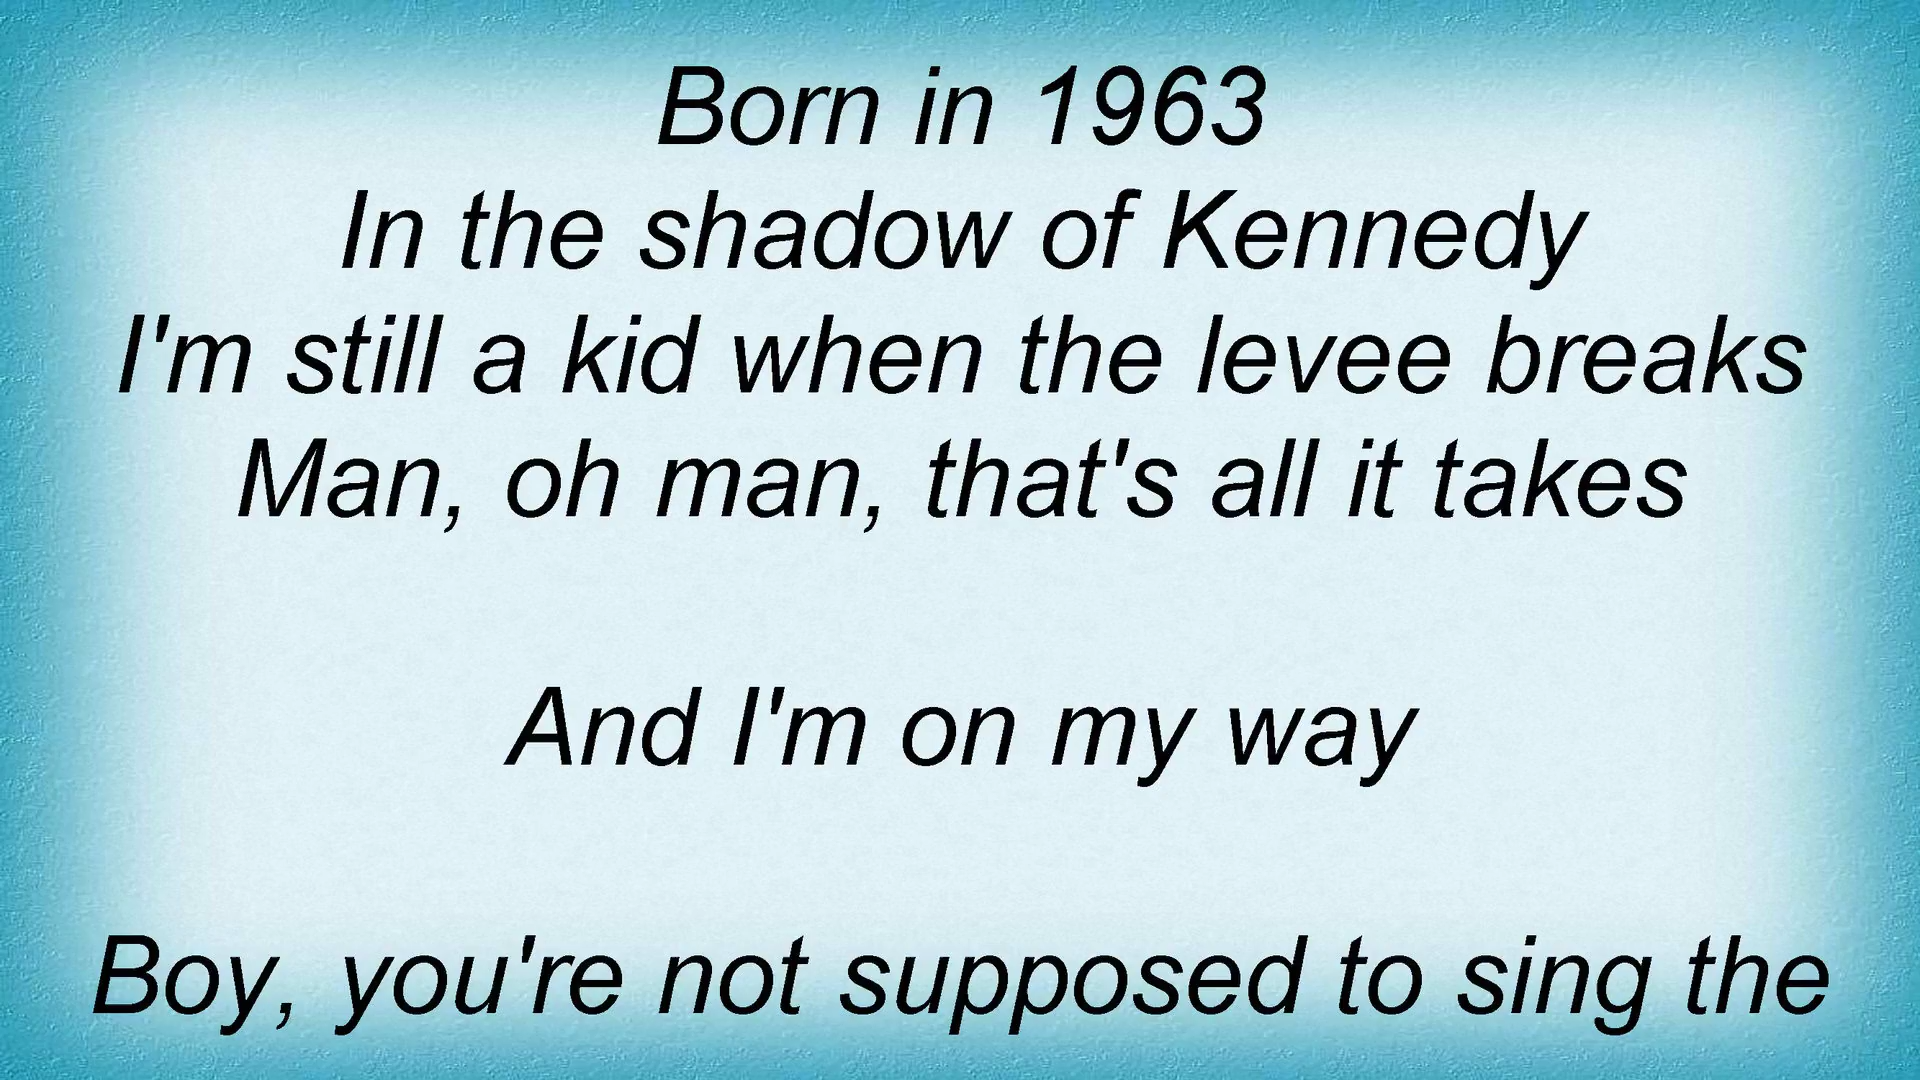 Born in 1963
In the shadow of Kennedy
I'm still a kid when the levee breaks
Man, oh man, that's all it takes
And I'm on my way
Boy, you're not supposed to sing the